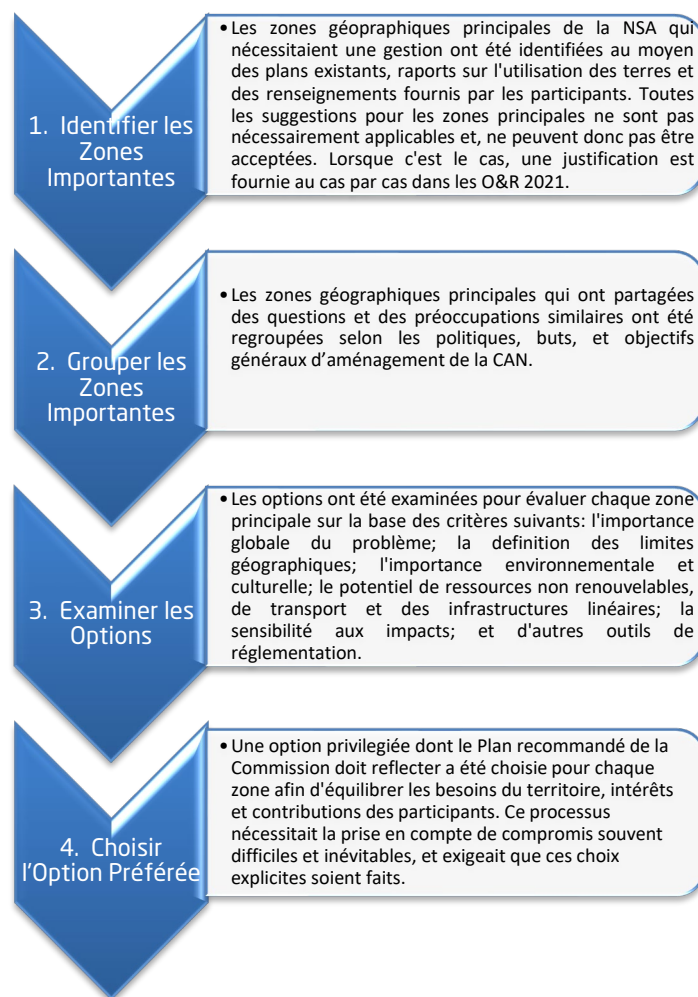 1. Identifier les
Zones
Importantes
• Les zones géopraphiques principales de la NSA qui
nécessitaient une gestion ont été identifiées au moyen
des plans existants, raports sur l'utilisation des terres et
des renseignements fournis par les participants. Toutes
les suggestions pour les zones principales ne sont pas
nécessairement applicables et, ne peuvent donc pas être
acceptées. Lorsque c'est le cas, une justification est
fournie au cas par cas dans les O&R 2021.
2. Grouper les
Zones
Importantes
• Les zones géographiques principales qui ont partagées
des questions et des préoccupations similaires ont été
regroupées selon les politiques, buts, et objectifs
généraux d’aménagement de la CAN.
3. Examiner les
Options
• Les options ont été examinées pour évaluer chaque zone
principale sur la base des critères suivants: l'importance
globale du problème; la definition des limites
géographiques; l'importance environnementale et
culturelle; le potentiel de ressources non renouvelables,
de transport et des infrastructures linéaires; la
sensibilité aux impacts; et d'autres outils de
réglementation.
4. Choisir
l’Option Préférée
• Une option privilegiée dont le Plan recommandé de la
Commission doit reflecter a été choisie pour chaque
zone afin d'équilibrer les besoins du territoire, intérêts
et contributions des participants. Ce processus
nécessitait la prise en compte de compromis souvent
difficiles et inévitables, et exigeait que ces choix
explicites soient faits.